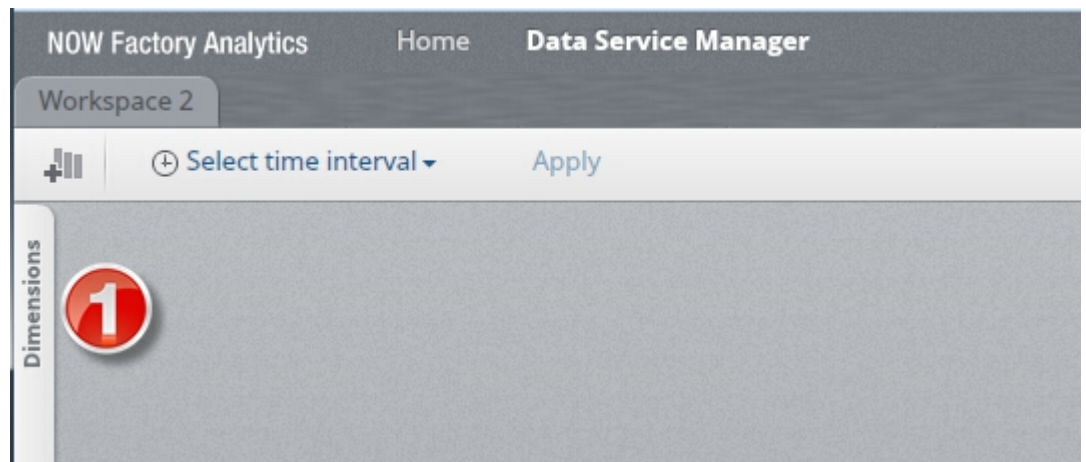 NOW Factory Analytics Home Data Service Manager
Workspace 2
Select time interval Apply
Dimensions
1